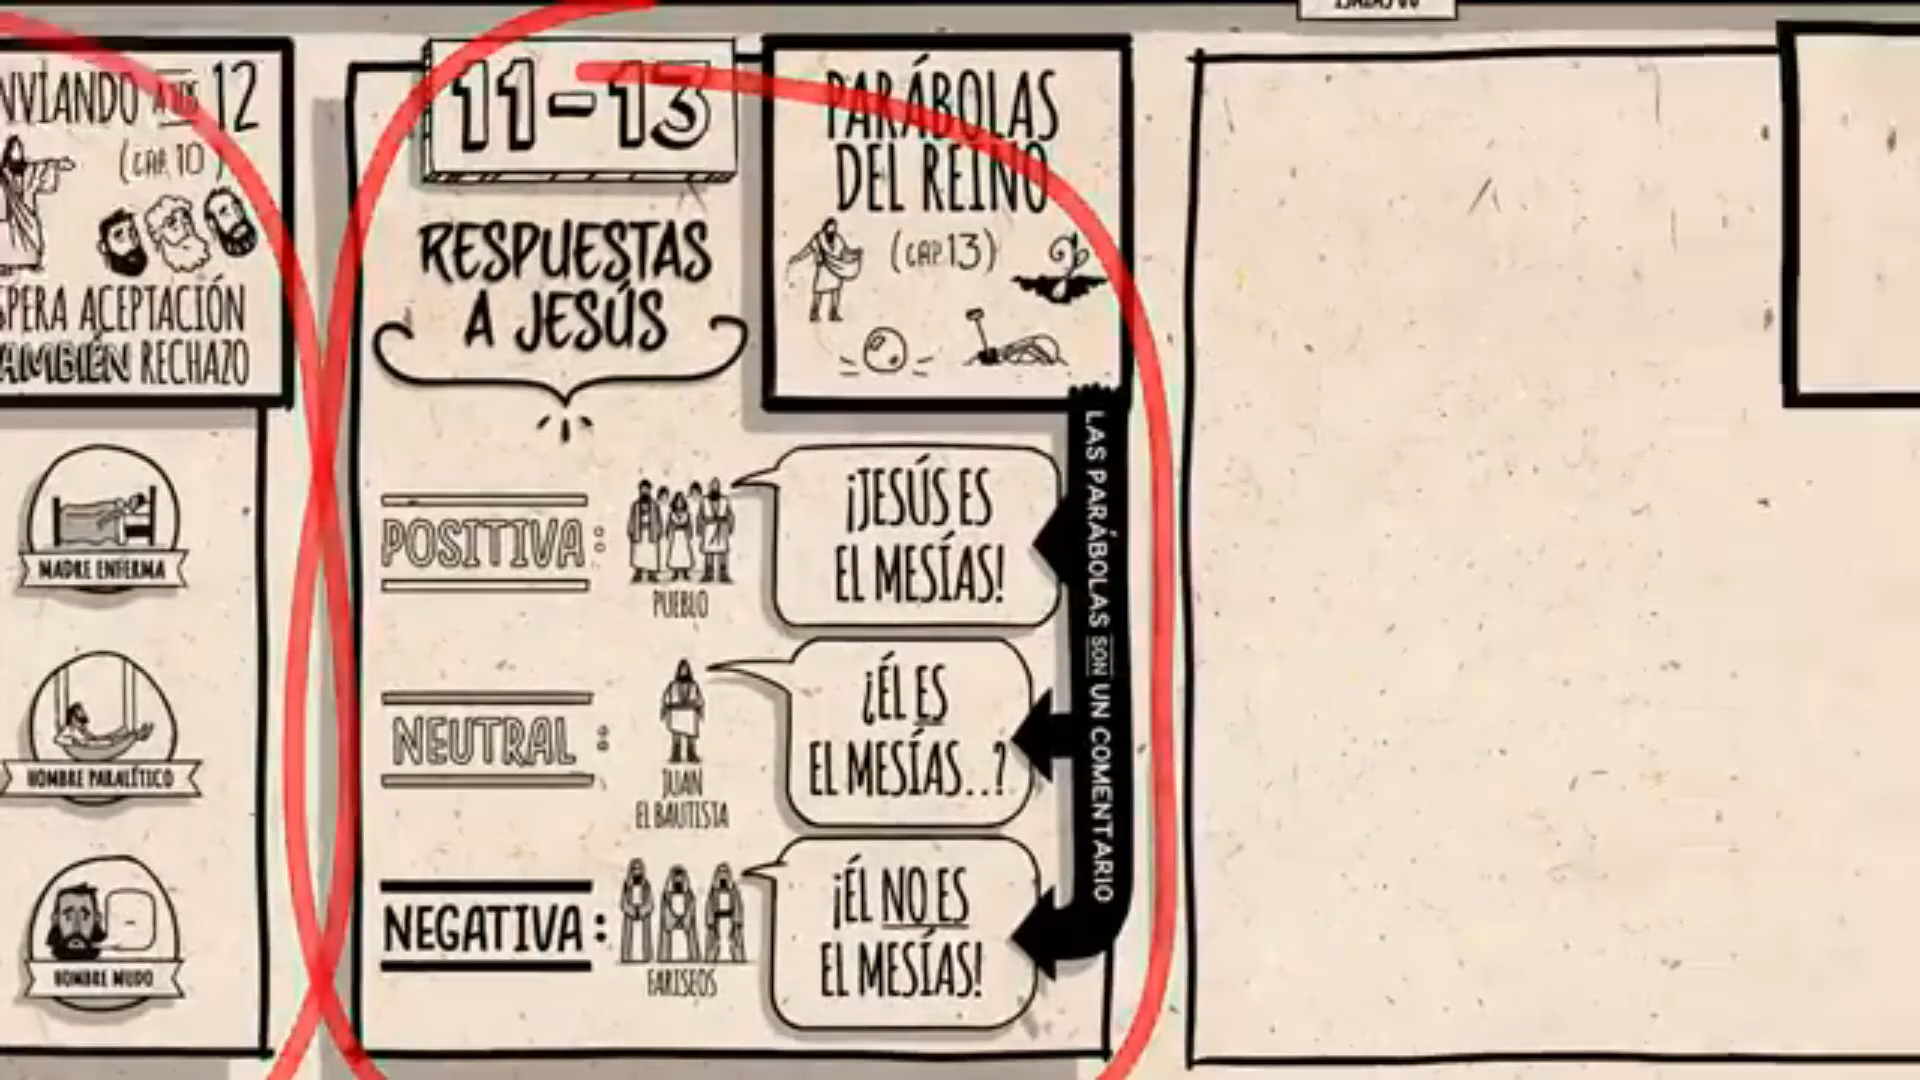 12
(CAP. 10)
ACEPTACIÓN
RECHAZO
MADRE ENFERMA
HOMBRE PARALÍTICO
HOMBRE MUDO
11-13
RESPUESTAS
A JESÚS
PARÁBOLAS
DEL REINO
(CAP. 13)
POSITIVA:
PUEBLO
¡JESÚS ES
EL MESÍAS!
NEUTRAL:
JUAN
EL BAUTISTA
¿ÉL ES
EL MESÍAS..?
NEGATIVA:
FARISEOS
¡ÉL NO ES
EL MESÍAS!
LAS PARÁBOLAS SON UN COMENTARIO